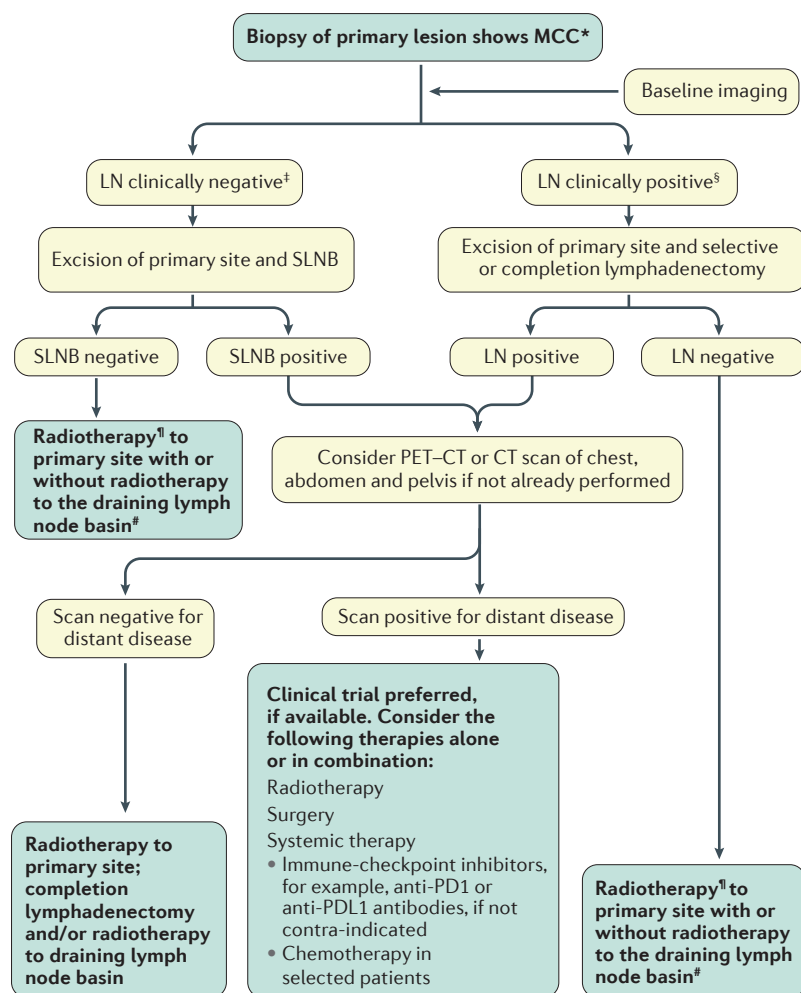 Biopsy of primary lesion shows MCC*
Baseline imaging
LN clinically negative‡
LN clinically positive§
Excision of primary site and SLNB
Excision of primary site and selective
or completion lymphadenectomy
SLNB negative
SLNB positive
LN positive
LN negative
Radiotherapy¶ to
primary site with or
without radiotherapy
to the draining lymph
node basin#
Consider PET–CT or CT scan of chest,
abdomen and pelvis if not already performed
Scan negative for
distant disease
Scan positive for distant disease
Clinical trial preferred,
if available. Consider the
following therapies alone
or in combination:
Radiotherapy
Surgery
Systemic therapy
• Immune-checkpoint inhibitors,
for example, anti-PD1 or
anti-PDL1 antibodies, if not
contra-indicated
• Chemotherapy in
selected patients
Radiotherapy to
primary site;
completion
lymphadenectomy
and/or radiotherapy
to draining lymph
node basin
Radiotherapy¶ to
primary site with or
without radiotherapy
to the draining lymph
node basin#